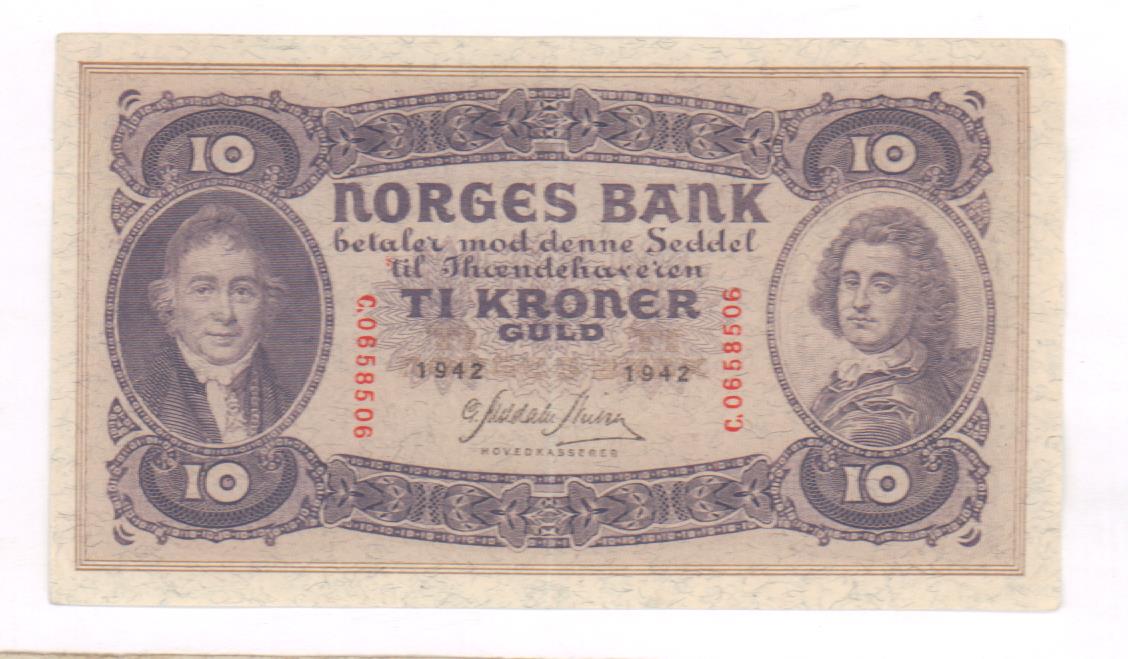 10 10
NORGES BANK
betaler mod denne Seddel
til Ihændehaveren
TI KRONER
GULD
C.0658506
C.0658506
1942 1942
HOVEDKASSERER
10 10